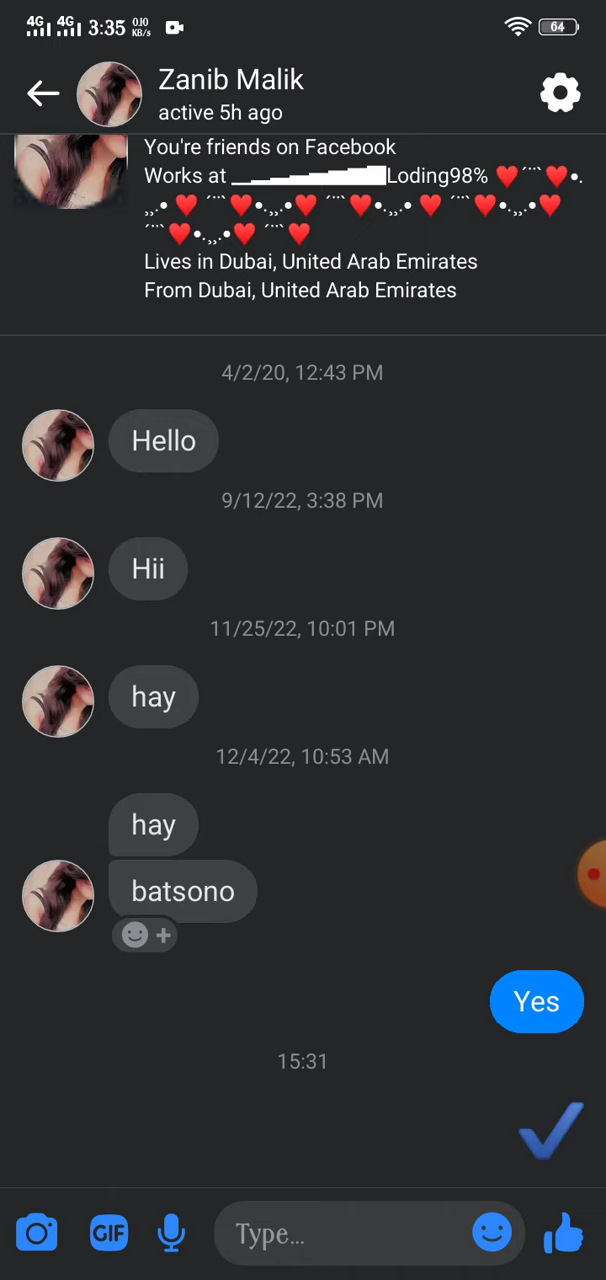 4G 4G 3:35 0.10 KB/s 64
Zanib Malik
active 5h ago
You're friends on Facebook
Works at ▁▂▃▄▅▆▇█Loding98% ❤️´¨`❤️•.
¸¸.• ❤️ ´¨`❤️•.¸¸.•❤️ ´¨`❤️•.¸¸.• ❤️ ´¨`❤️•.¸¸.•❤️
´¨`❤️•.¸¸.•❤️ ´¨`❤️
Lives in Dubai, United Arab Emirates
From Dubai, United Arab Emirates
4/2/20, 12:43 PM
Hello
9/12/22, 3:38 PM
Hii
11/25/22, 10:01 PM
hay
12/4/22, 10:53 AM
hay
batsono
Yes
15:31
GIF Type...